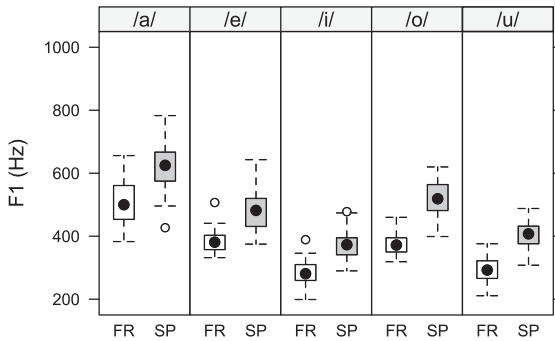 /a/ /e/ /i/ /o/ /u/
1000
800
600
400
200
F1 (Hz)
FR SP FR SP FR SP FR SP FR SP